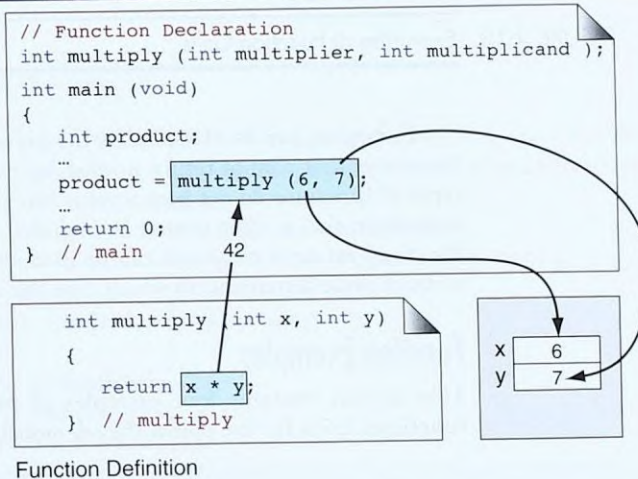 // Function Declaration
int multiply (int multiplier, int multiplicand );
int main (void)
{
int product;
…
product = multiply (6, 7);
…
return 0;
} // main
42
int multiply (int x, int y)
{
return x * y;
} // multiply
x 6
y 7
Function Definition